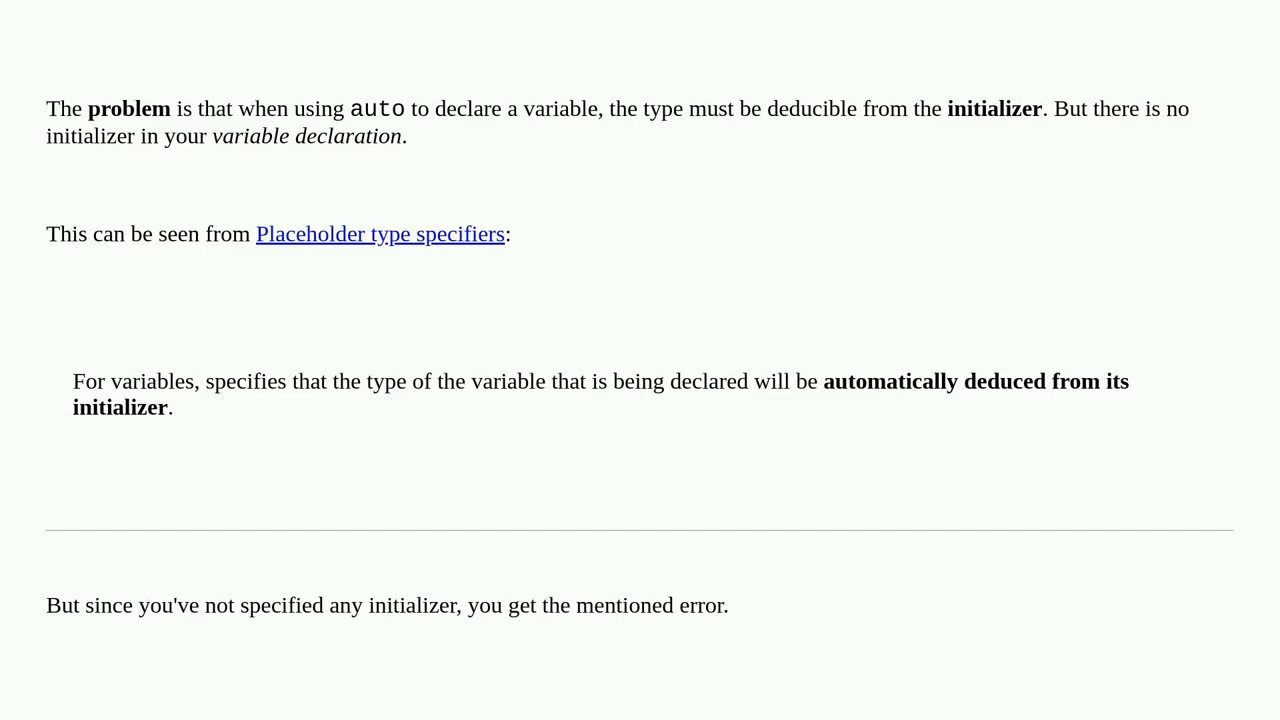 The problem is that when using auto to declare a variable, the type must be deducible from the initializer. But there is no
initializer in your variable declaration.
This can be seen from Placeholder type specifiers:
For variables, specifies that the type of the variable that is being declared will be automatically deduced from its
initializer.
But since you've not specified any initializer, you get the mentioned error.